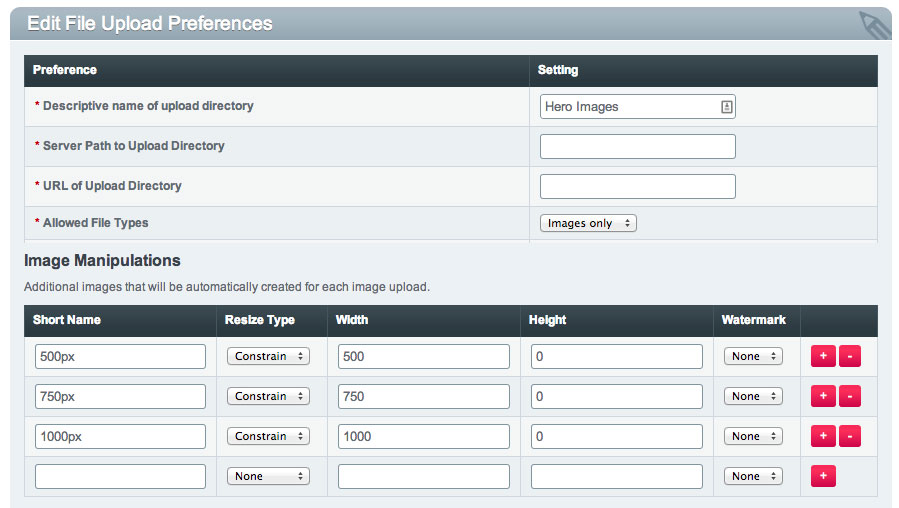 Edit File Upload Preferences
Preference Setting
* Descriptive name of upload directory Hero Images
* Server Path to Upload Directory
* URL of Upload Directory
* Allowed File Types Images only
Image Manipulations
Additional images that will be automatically created for each image upload.
Short Name Resize Type Width Height Watermark
500px Constrain 500 0 None + -
750px Constrain 750 0 None + -
1000px Constrain 1000 0 None + -
None None +